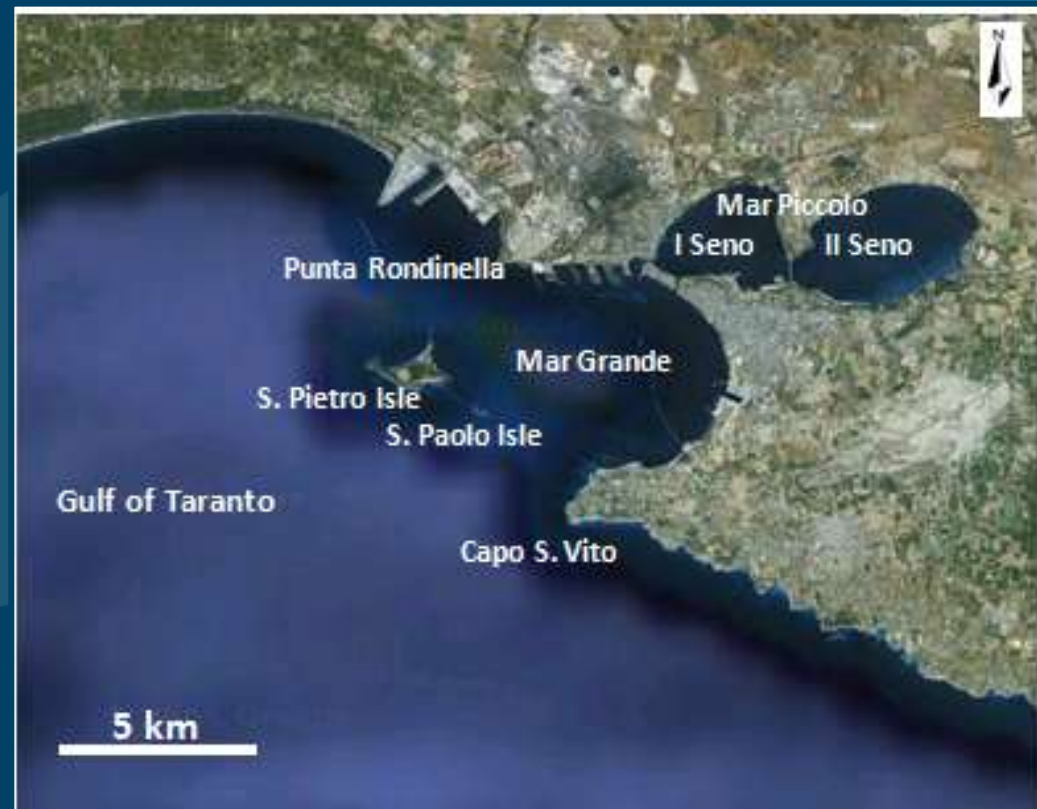 N
Mar Piccolo
I Seno
II Seno
Punta Rondinella
Mar Grande
S. Pietro Isle
S. Paolo Isle
Gulf of Taranto
Capo S. Vito
5 km